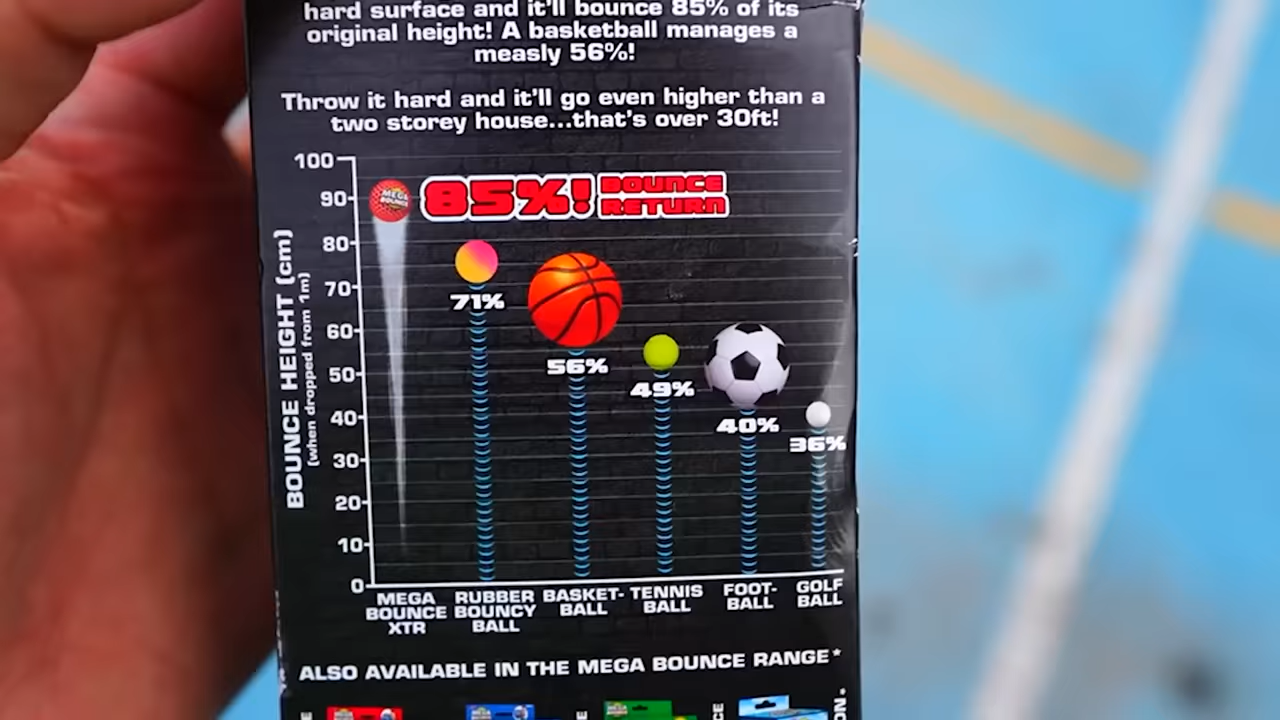 hard surface and it'll bounce 85% of its
original height! A basketball manages a
measly 56%!
Throw it hard and it'll go even higher than a
two storey house...that's over 30ft!
BOUNCE HEIGHT (cm)
(when dropped from 1m)
100
90
80
70
60
50
40
30
20
10
0
MEGA
BOUNCE
85%! BOUNCE
RETURN
71%
56%
49%
40%
36%
MEGA
BOUNCE
XTR
RUBBER
BOUNCY
BALL
BASKET-
BALL
TENNIS
BALL
FOOT-
BALL
GOLF
BALL
ALSO AVAILABLE IN THE MEGA BOUNCE RANGE*